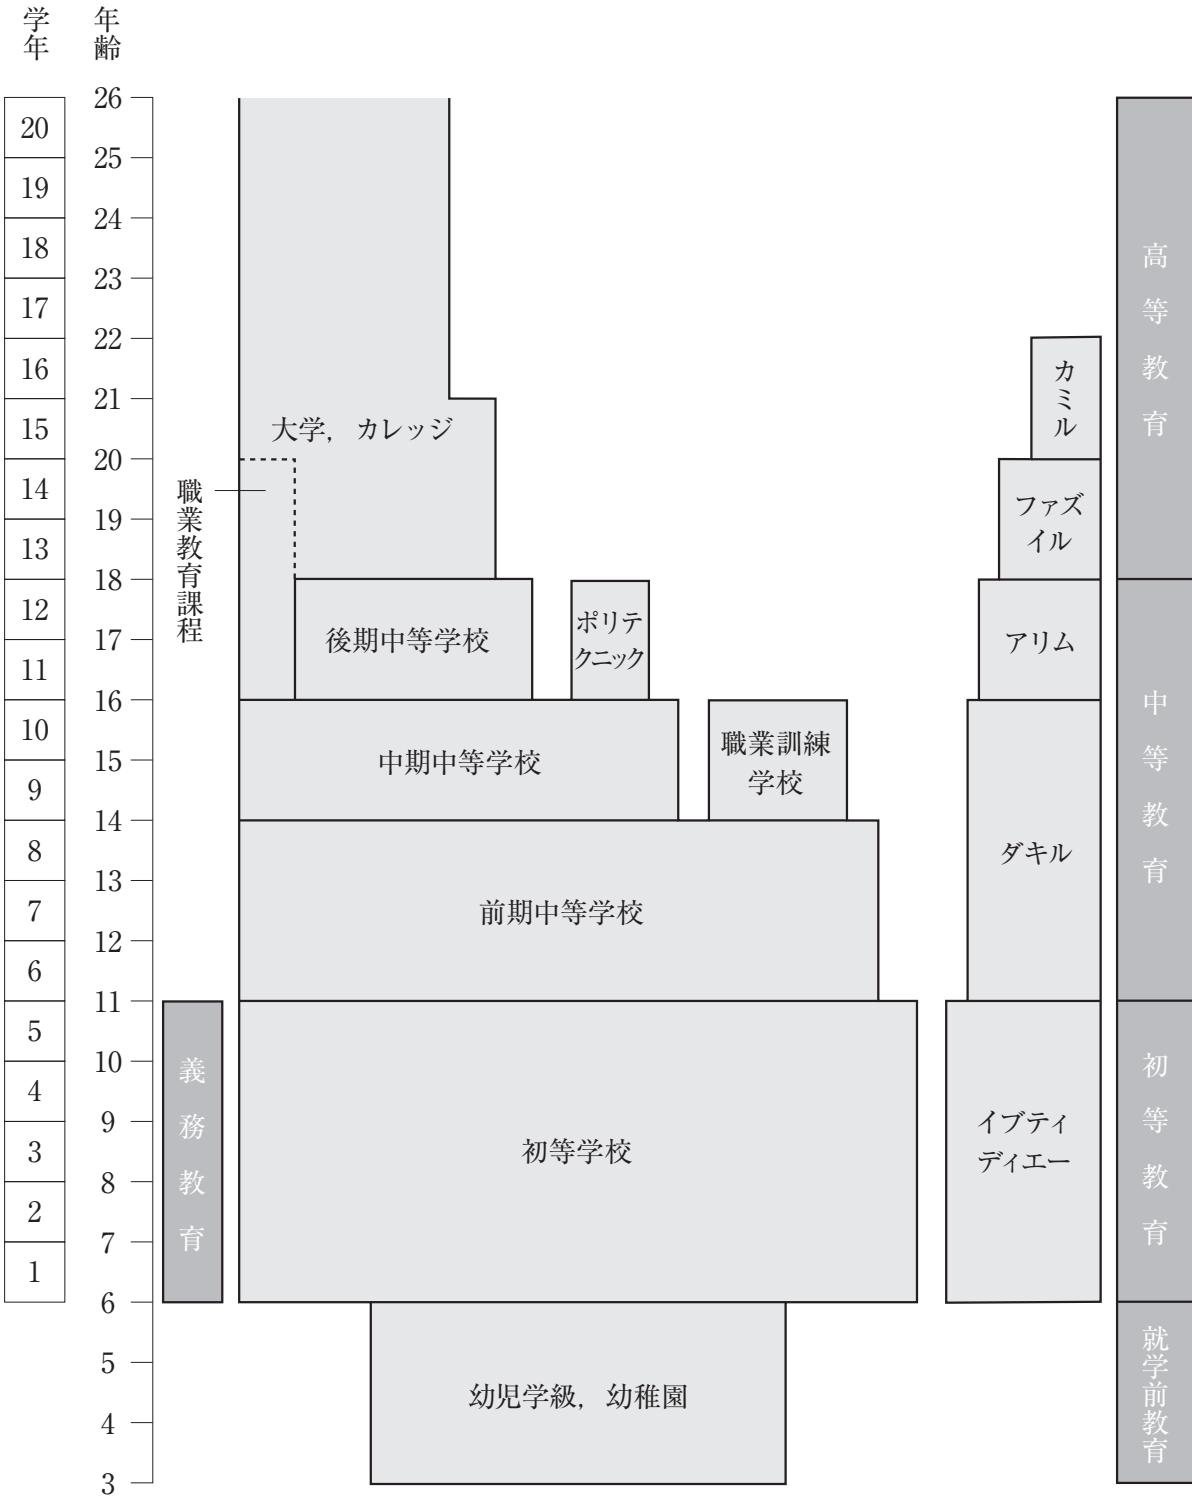 学年
年齢
26
20
25
19
24
18
23
17
22
16
21
15
20
14
19
13
18
12
17
11
16
10
15
9
14
8
13
7
12
6
11
5
10
4
9
3
8
2
7
1
6
5
4
3
職業教育課程
義務教育
大学，カレッジ
後期中等学校
ポリテ
クニック
中期中等学校
職業訓練
学校
前期中等学校
初等学校
幼児学級，幼稚園
カミル
ファズ
イル
アリム
ダキル
イブティ
ディエー
高等教育
中等教育
初等教育
就学前教育